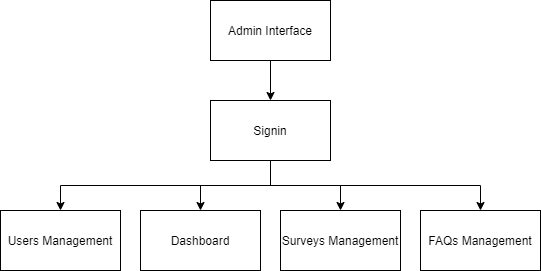 Admin Interface
Signin
Users Management
Dashboard
Surveys Management
FAQs Management